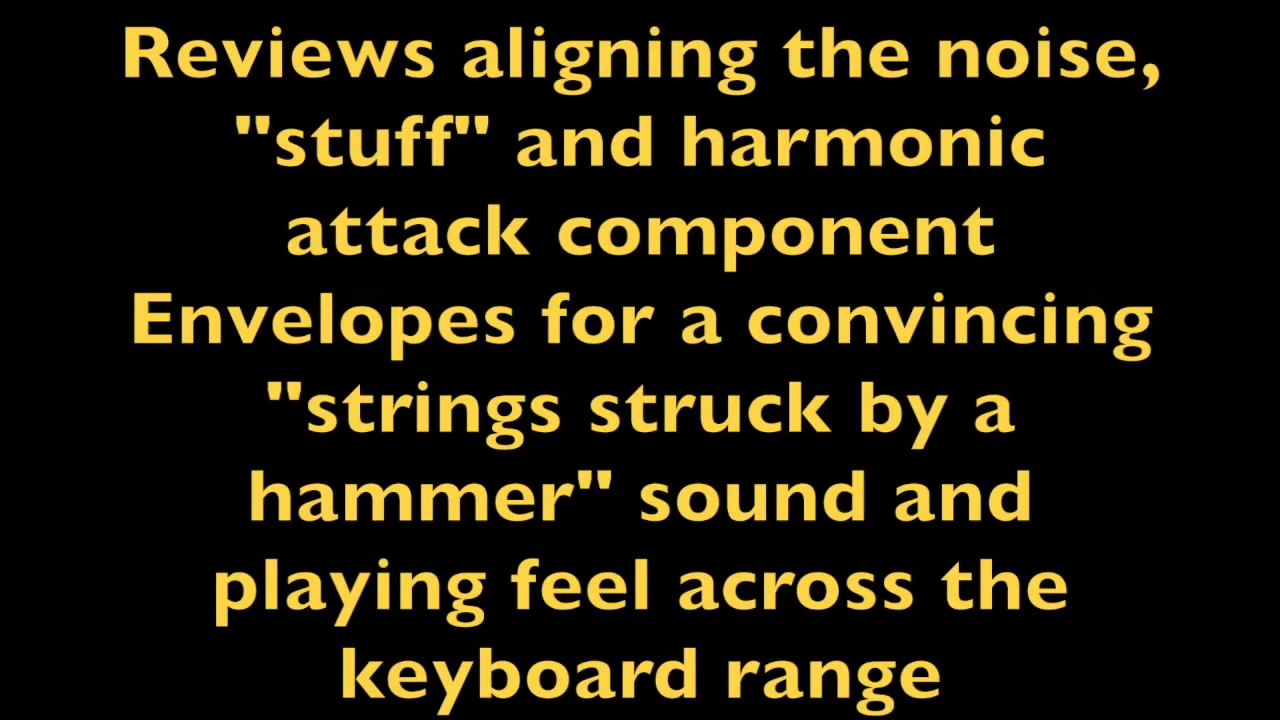 Reviews aligning the noise,
"stuff" and harmonic
attack component
Envelopes for a convincing
"strings struck by a
hammer" sound and
playing feel across the
keyboard range